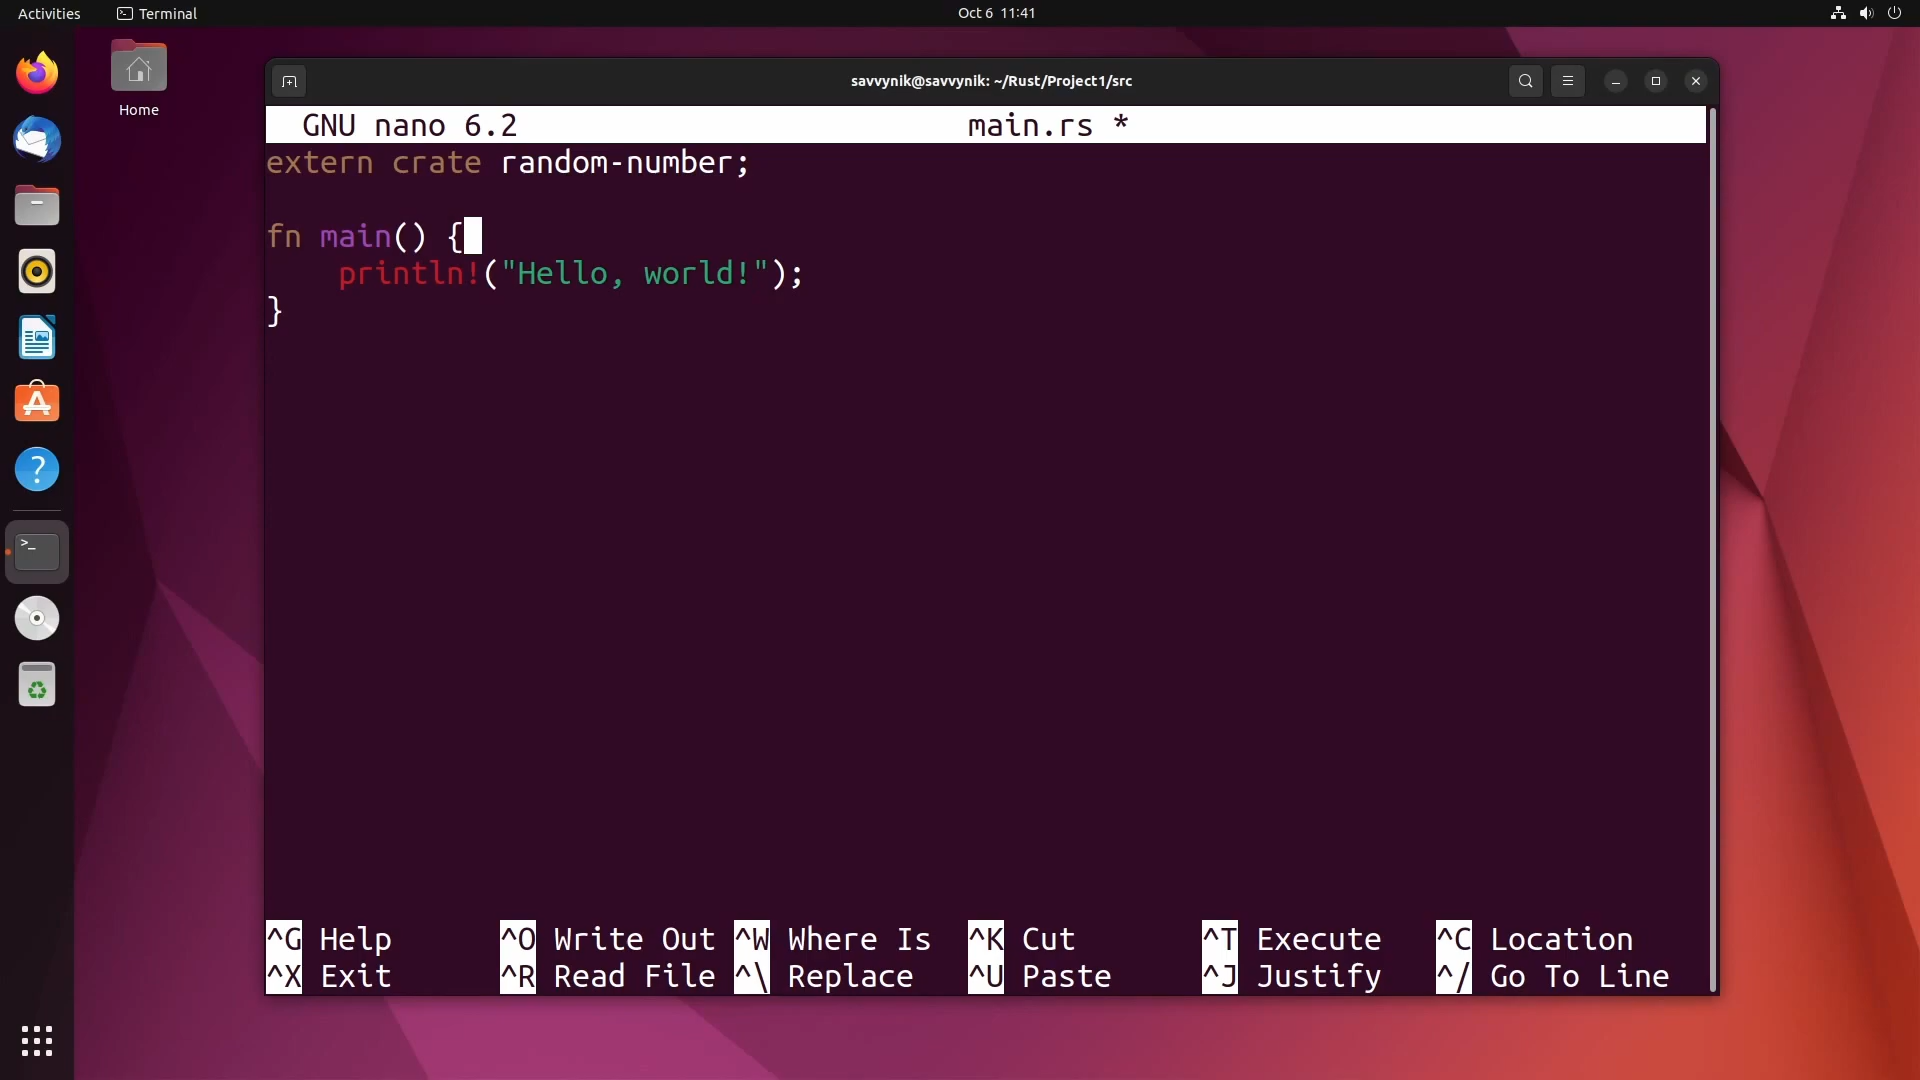 Activities
Terminal
Oct 6 11:41
Home
savvynik@savvynik: ~/Rust/Project1/src
GNU nano 6.2 main.rs *
extern crate random-number;
fn main() {
    println!("Hello, world!");
}
^G Help ^O Write Out ^W Where Is ^K Cut ^T Execute ^C Location
^X Exit ^R Read File ^\ Replace ^U Paste ^J Justify ^/ Go To Line